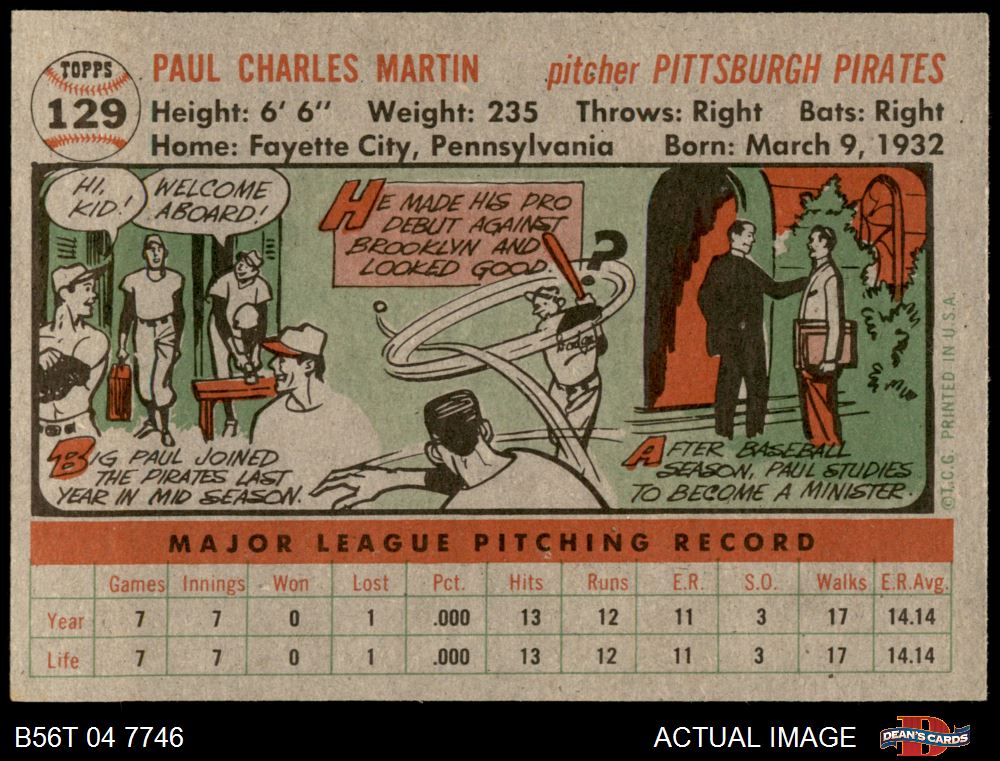 TOPPS
129
PAUL CHARLES MARTIN pitcher PITTSBURGH PIRATES
Height: 6' 6" Weight: 235 Throws: Right Bats: Right
Home: Fayette City, Pennsylvania Born: March 9, 1932
HI,
KID!
WELCOME
ABOARD!
BIG PAUL JOINED
THE PIRATES LAST
YEAR IN MID SEASON.
HE MADE HIS PRO
DEBUT AGAINST
BROOKLYN AND
LOOKED GOOD.
?
Dodgers
AFTER BASEBALL
SEASON, PAUL STUDIES
TO BECOME A MINISTER.
©T.C.G. PRINTED IN U.S.A.
MAJOR LEAGUE PITCHING RECORD
Games Innings Won Lost Pct. Hits Runs E.R. S.O. Walks E.R.Avg.
Year 7 7 0 1 .000 13 12 11 3 17 14.14
Life 7 7 0 1 .000 13 12 11 3 17 14.14
B56T 04 7746 ACTUAL IMAGE
D
DEAN'S CARDS